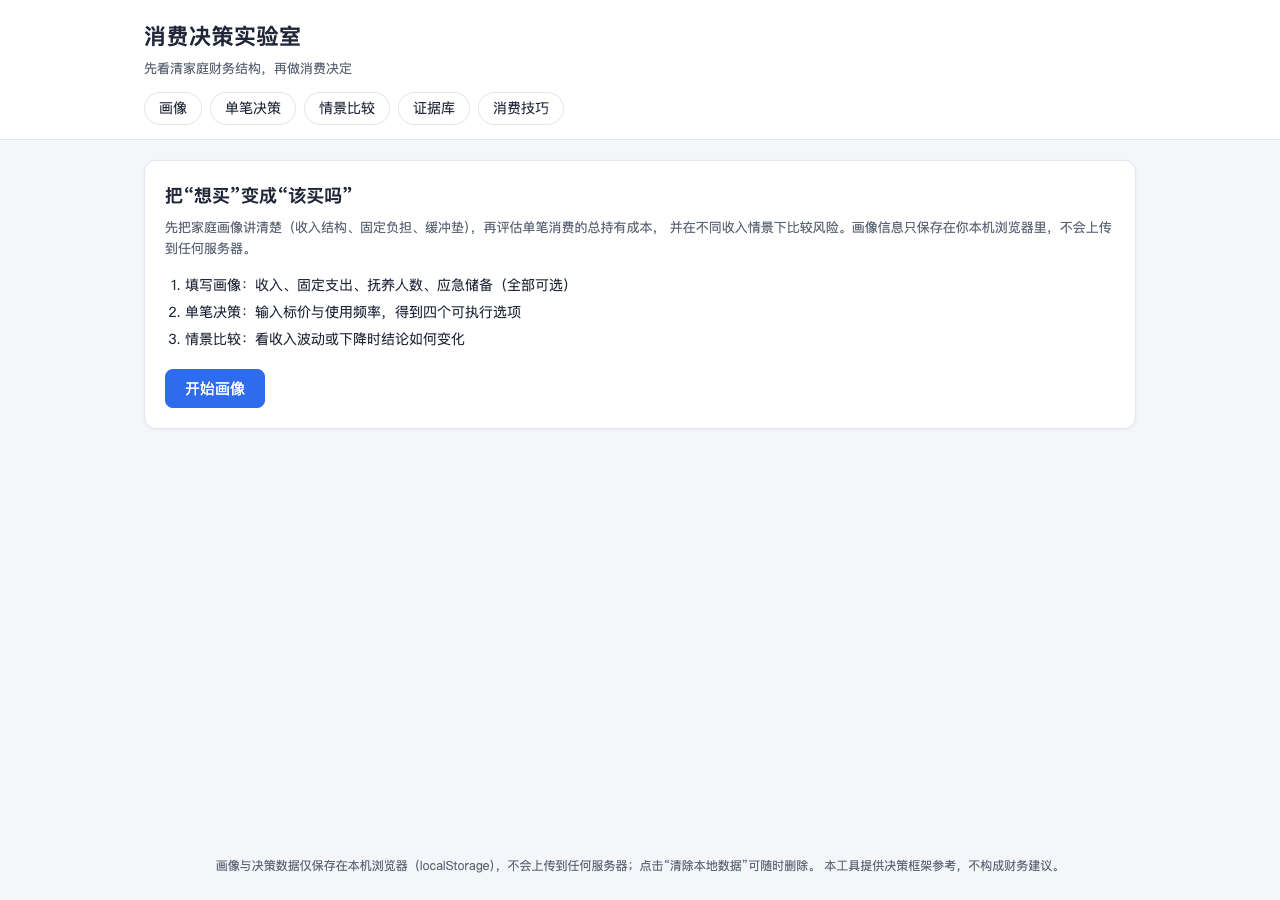 消费决策实验室
先看清家庭财务结构，再做消费决定
画像
单笔决策
情景比较
证据库
消费技巧
把“想买”变成“该买吗”
先把家庭画像讲清楚（收入结构、固定负担、缓冲垫），再评估单笔消费的总持有成本， 并在不同收入情景下比较风险。画像信息只保存在你本机浏览器里，不会上传
到任何服务器。
1. 填写画像：收入、固定支出、抚养人数、应急储备（全部可选）
2. 单笔决策：输入标价与使用频率，得到四个可执行选项
3. 情景比较：看收入波动或下降时结论如何变化
开始画像
画像与决策数据仅保存在本机浏览器（localStorage），不会上传到任何服务器；点击“清除本地数据”可随时删除。 本工具提供决策框架参考，不构成财务建议。